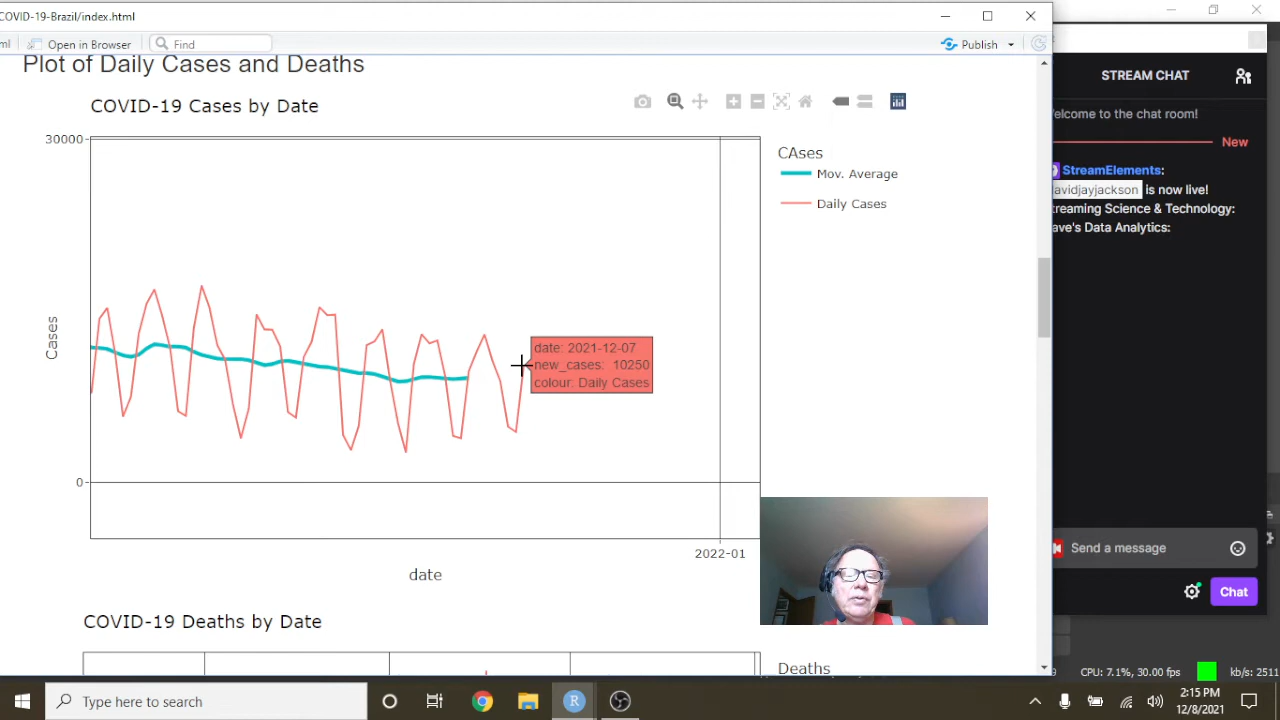 COVID-19-Brazil/index.html
ml
Open in Browser
Find
Publish
Plot of Daily Cases and Deaths
COVID-19 Cases by Date
30000
Cases
0
2022-01
date
CAses
Mov. Average
Daily Cases
date: 2021-12-07
new_cases: 10250
colour: Daily Cases
COVID-19 Deaths by Date
Deaths
STREAM CHAT
elcome to the chat room!
New
StreamElements:
avidjayjackson is now live!
treaming Science & Technology:
ave's Data Analytics:
Send a message
Chat
9 CPU: 7.1%, 30.00 fps
kb/s: 2511
Type here to search
2:15 PM
12/8/2021